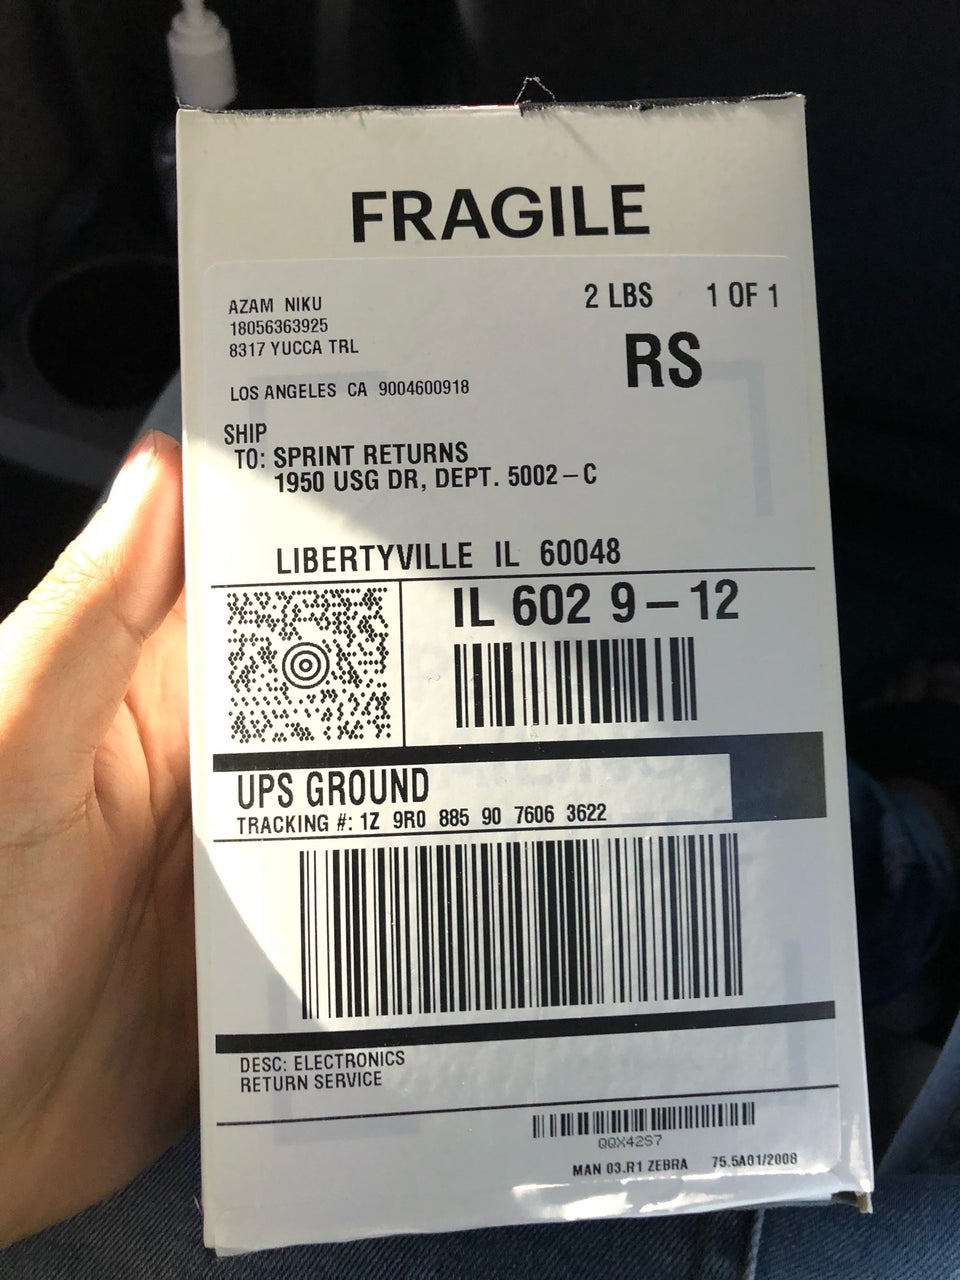 FRAGILE
AZAM NIKU
18056363925
8317 YUCCA TRL
LOS ANGELES CA 9004600918
2 LBS 1 OF 1
RS
SHIP
TO: SPRINT RETURNS
1950 USG DR, DEPT. 5002-C
LIBERTYVILLE IL 60048
IL 602 9-12
UPS GROUND
TRACKING #: 1Z 9R0 885 90 7606 3622
DESC: ELECTRONICS
RETURN SERVICE
QQX42S7
MAN 03.R1 ZEBRA 75.5A01/2008